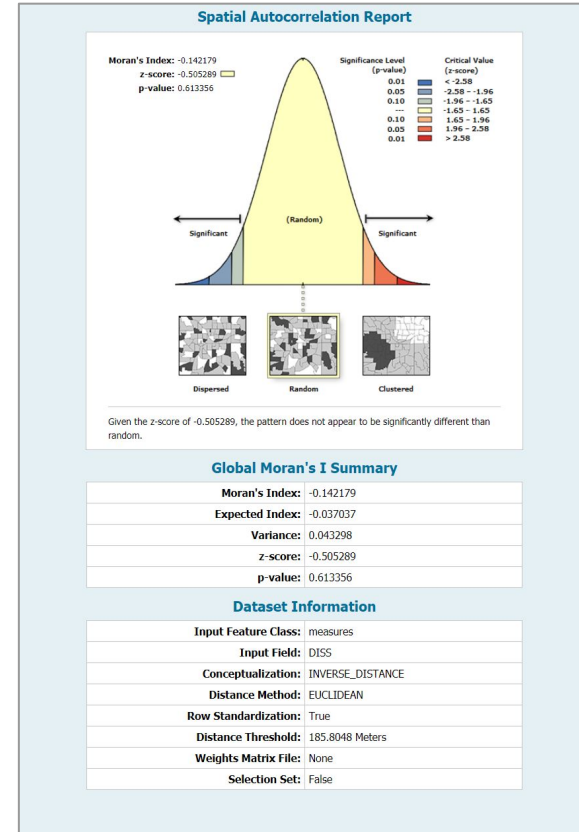 Spatial Autocorrelation Report
Moran's Index: -0.142179
z-score: -0.505289
p-value: 0.613356
Significance Level (p-value)
Critical Value (z-score)
0.01 < -2.58
0.05 -2.58 – -1.96
0.10 -1.96 – -1.65
--- -1.65 – 1.65
0.10 1.65 – 1.96
0.05 1.96 – 2.58
0.01 > 2.58
Significant
(Random)
Significant
Dispersed
Random
Clustered
Given the z-score of -0.505289, the pattern does not appear to be significantly different than
random.
Global Moran's I Summary
Moran's Index: -0.142179
Expected Index: -0.037037
Variance: 0.043298
z-score: -0.505289
p-value: 0.613356
Dataset Information
Input Feature Class: measures
Input Field: DISS
Conceptualization: INVERSE_DISTANCE
Distance Method: EUCLIDEAN
Row Standardization: True
Distance Threshold: 185.8048 Meters
Weights Matrix File: None
Selection Set: False